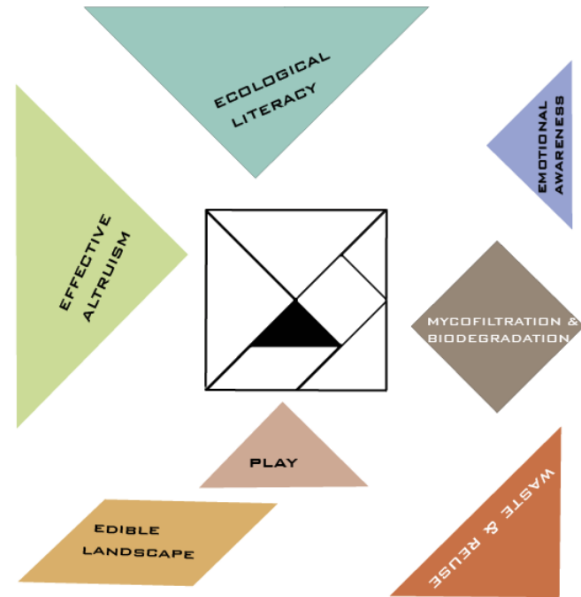 ECOLOGICAL
LITERACY
EMOTIONAL
AWARENESS
EFFECTIVE
ALTRUISM
MYCOFILTRATION &
BIODEGRADATION
PLAY
WASTE & REUSE
EDIBLE
LANDSCAPE